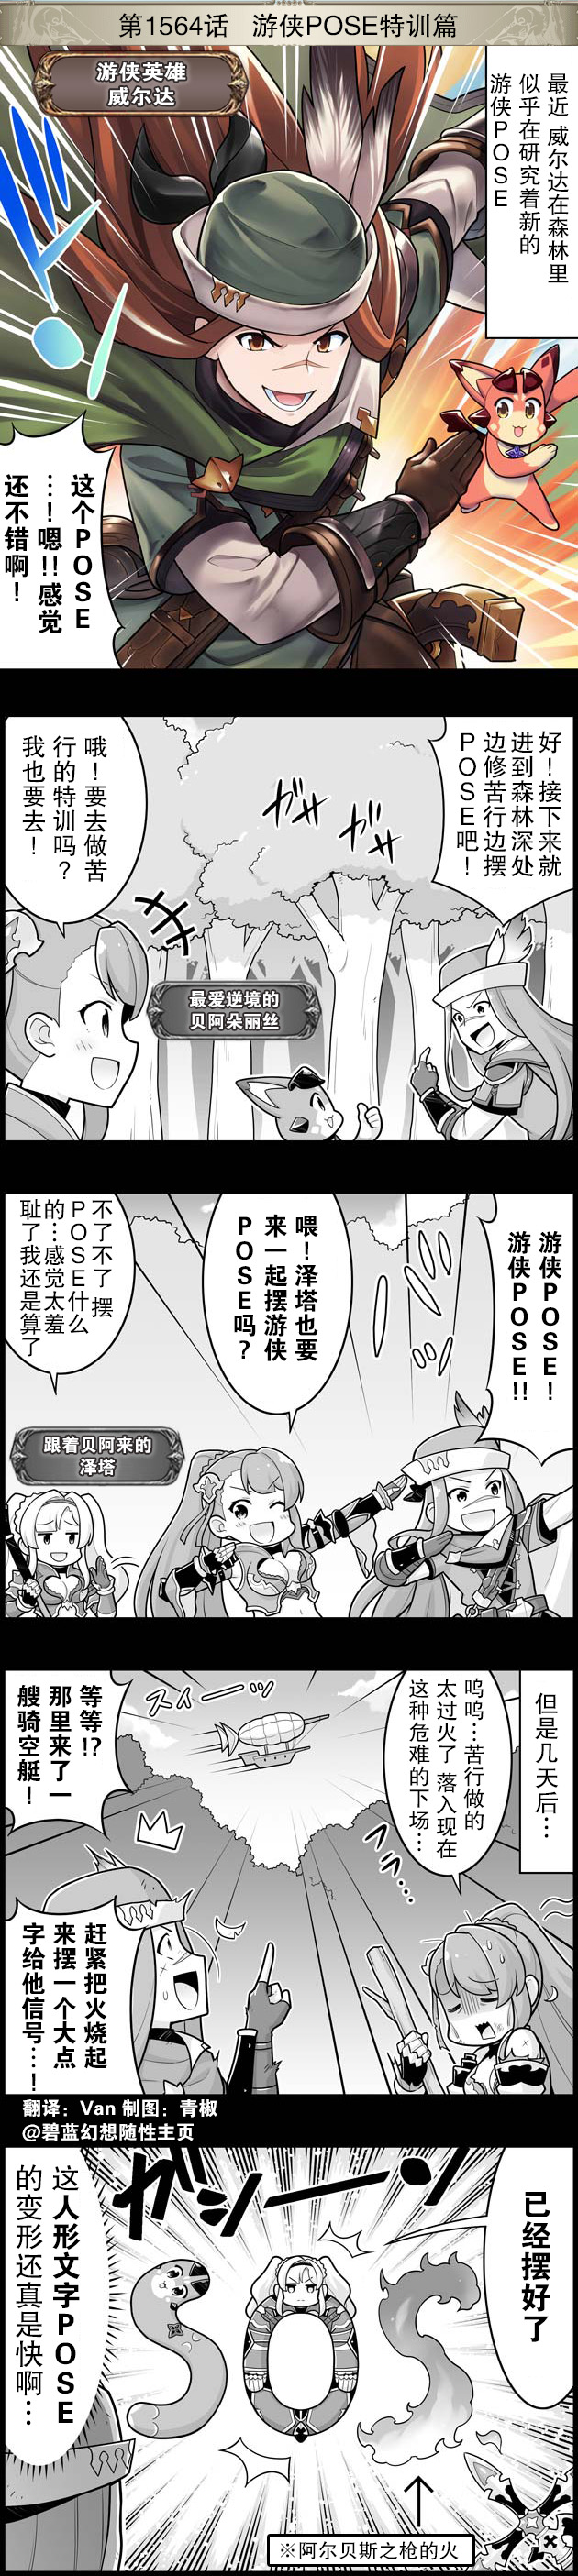 第1564话　游侠POSE特训篇
游侠英雄
威尔达
最近 威尔达在森林里
似乎在研究着新的
游侠POSE
这个POSE
…！嗯!!感觉
还不错啊！
好！接下来就
进到森林深处
边修苦行边摆
POSE吧！
ガサ
ガサ
哦！要去做苦
行的特训吗？
我也要去！
最爱逆境的
贝阿朵丽丝
游侠POSE！
游侠POSE!!
喂！泽塔也要
来一起摆游侠
POSE吗？
不了不了 摆
POSE什么
的…感觉太羞
耻了我还是算了
跟着贝阿来的
泽塔
但是几天后…
呜呜…苦行做的
太过火了 落入现在
这种危难的下场…
スィーーッ
等等!?
那里来了一
艘骑空艇！
フラ…
赶紧把火烧起
来摆一个大点
字给他信号…！
翻译：Van 制图：青椒
@碧蓝幻想随性主页
已经摆好了
ガシーーン
SOS
这人形文字POSE
的变形还真是快啊…
※阿尔贝斯之枪的火